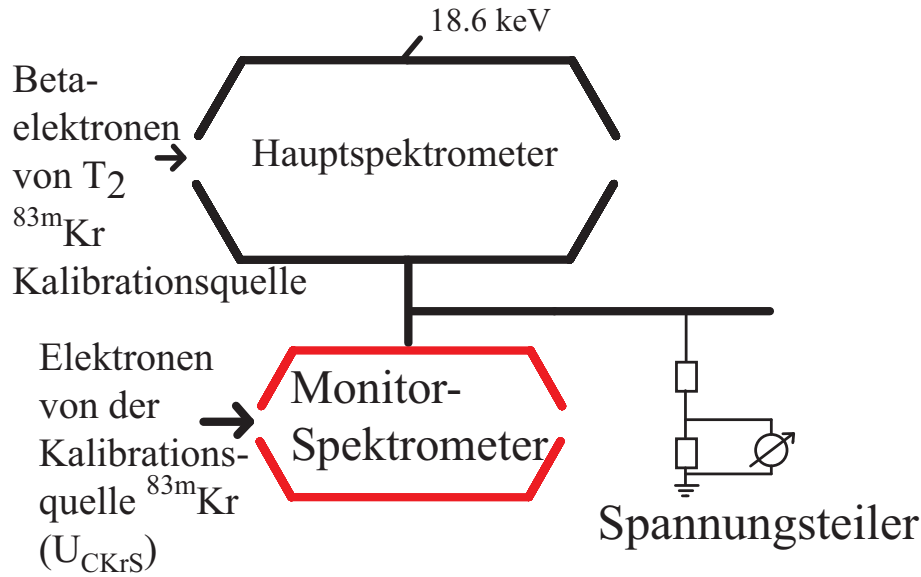 18.6 keV
Beta-
elektronen
von T2
83mKr
Kalibrationsquelle
Hauptspektrometer
Elektronen
von der
Kalibrations-
quelle 83mKr
(UCKrS)
Monitor-
Spektrometer
Spannungsteiler